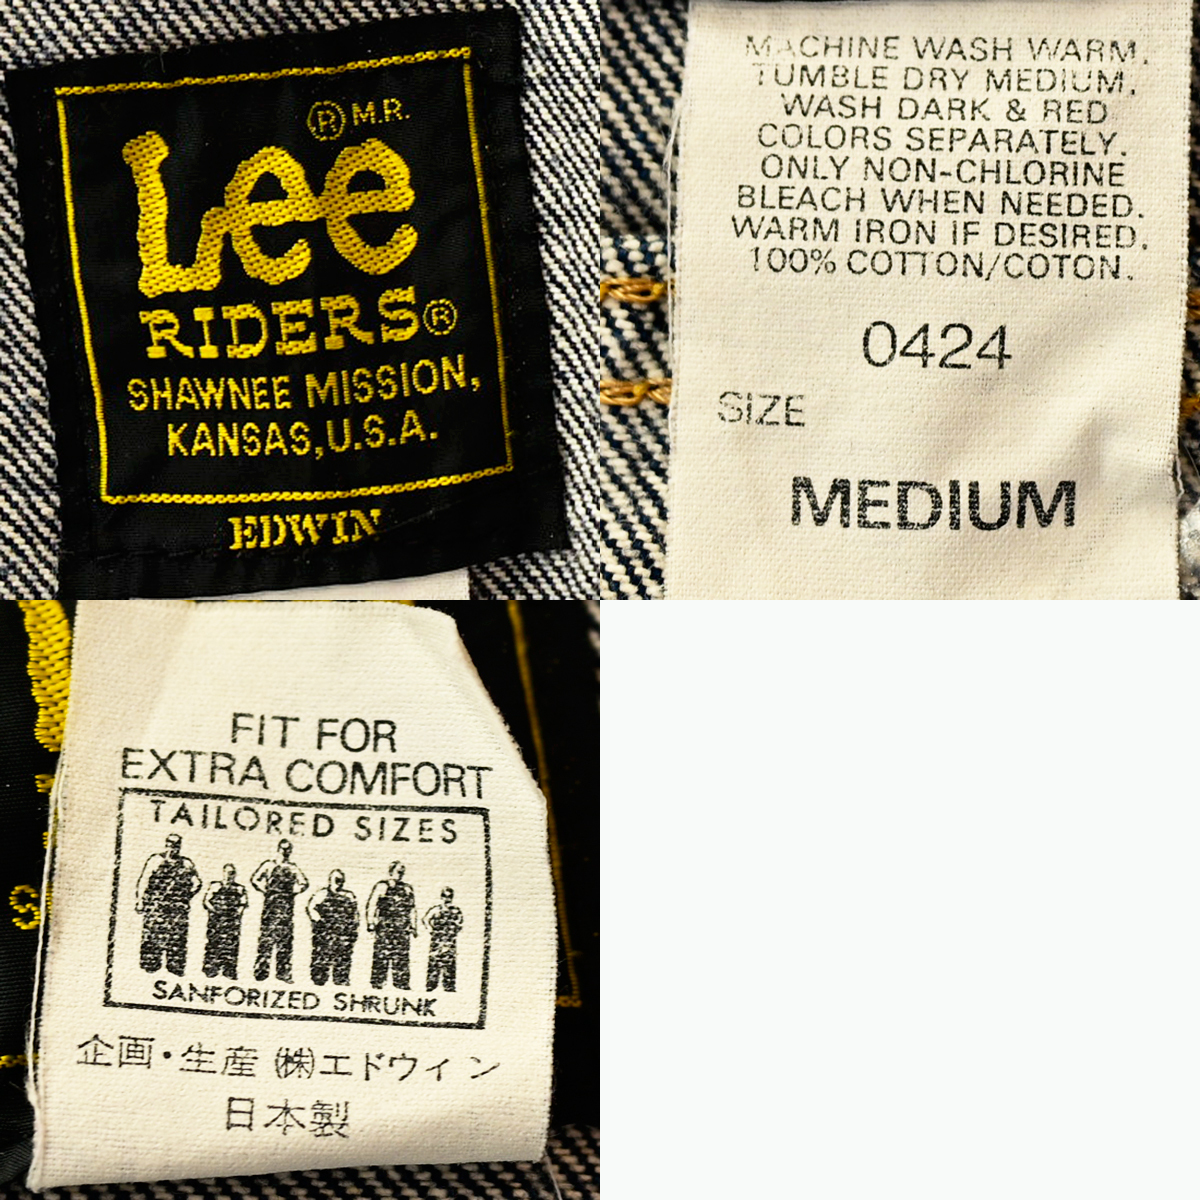 ® M.R.
Lee
RIDERS®
SHAWNEE MISSION,
KANSAS, U.S.A.
EDWIN
MACHINE WASH WARM.
TUMBLE DRY MEDIUM.
WASH DARK & RED
COLORS SEPARATELY.
ONLY NON-CHLORINE
BLEACH WHEN NEEDED.
WARM IRON IF DESIRED.
100% COTTON/COTON.
0424
SIZE
MEDIUM
FIT FOR
EXTRA COMFORT
TAILORED SIZES
SANFORIZED SHRUNK
企画・生産 ㈱エドウィン
日本製